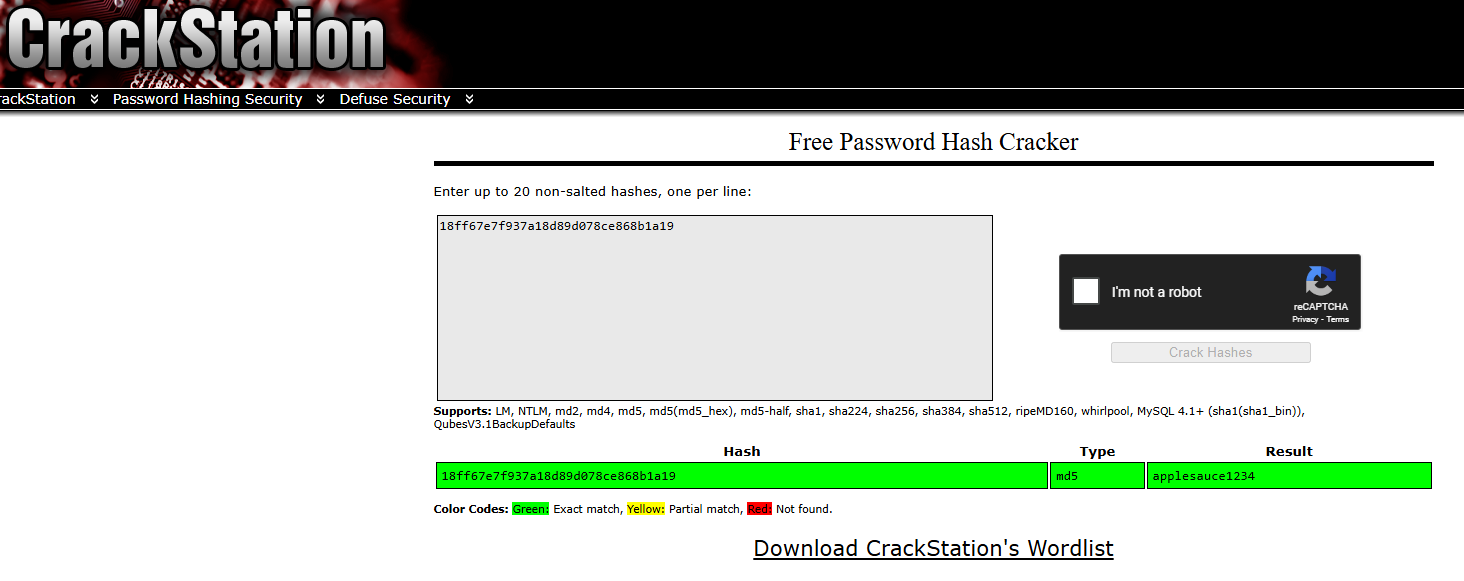 CrackStation
rackStation Password Hashing Security Defuse Security
Free Password Hash Cracker
Enter up to 20 non-salted hashes, one per line:
18ff67e7f937a18d89d078ce868b1a19
I'm not a robot
reCAPTCHA
Privacy - Terms
Crack Hashes
Supports: LM, NTLM, md2, md4, md5, md5(md5_hex), md5-half, sha1, sha224, sha256, sha384, sha512, ripeMD160, whirlpool, MySQL 4.1+ (sha1(sha1_bin)),
QubesV3.1BackupDefaults
Hash Type Result
18ff67e7f937a18d89d078ce868b1a19 md5 applesauce1234
Color Codes: Green: Exact match, Yellow: Partial match, Red: Not found.
Download CrackStation's Wordlist